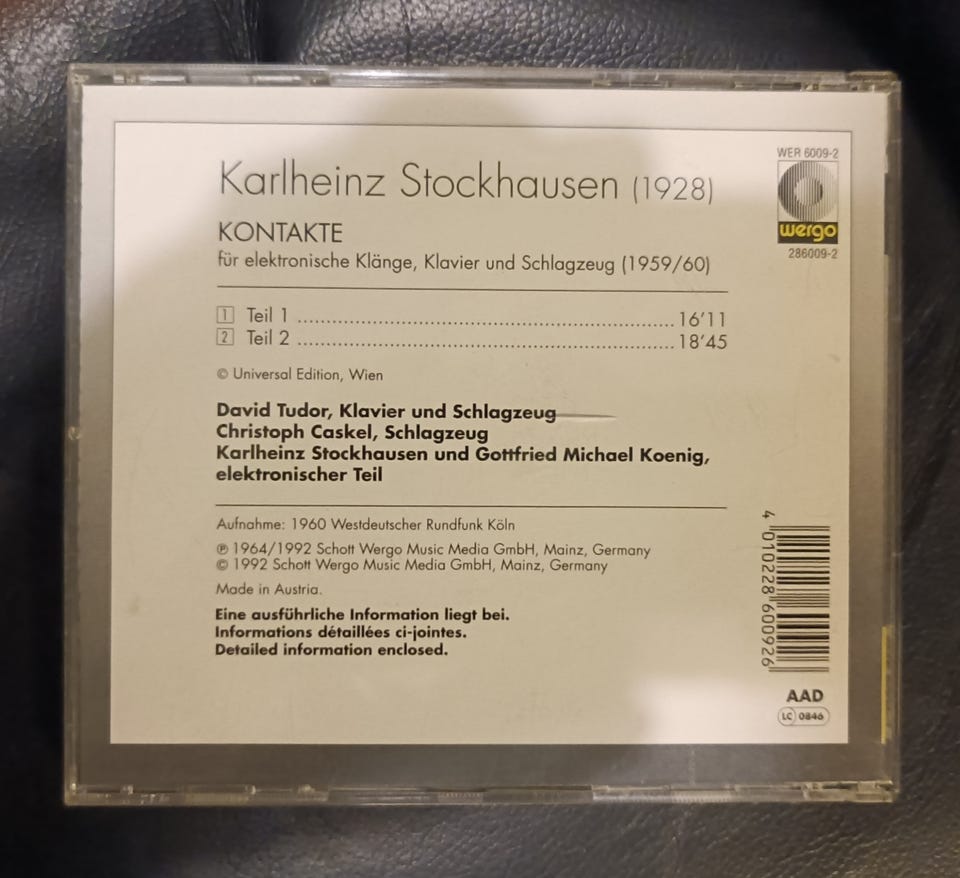 WER 6009-2
wergo
286009-2
Karlheinz Stockhausen (1928)
KONTAKTE
für elektronische Klänge, Klavier und Schlagzeug (1959/60)
1 Teil 1 ........................................................................ 16'11
2 Teil 2 ........................................................................ 18'45
© Universal Edition, Wien
David Tudor, Klavier und Schlagzeug
Christoph Caskel, Schlagzeug
Karlheinz Stockhausen und Gottfried Michael Koenig,
elektronischer Teil
Aufnahme: 1960 Westdeutscher Rundfunk Köln
℗ 1964/1992 Schott Wergo Music Media GmbH, Mainz, Germany
© 1992 Schott Wergo Music Media GmbH, Mainz, Germany
Made in Austria.
Eine ausführliche Information liegt bei.
Informations détaillées ci-jointes.
Detailed information enclosed.
4 010228 600926
AAD
LC 0846